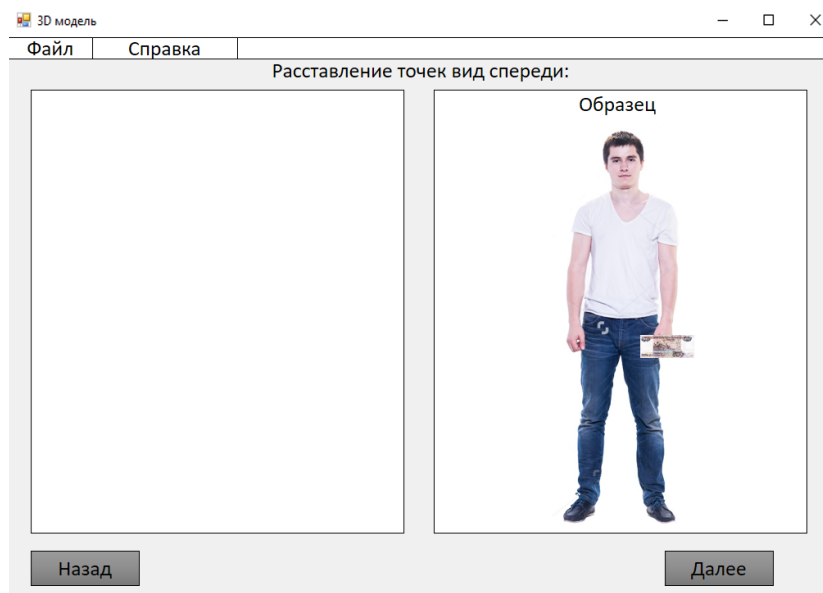 3D модель
Файл Справка
Расставление точек вид спереди:
Образец
Назад Далее